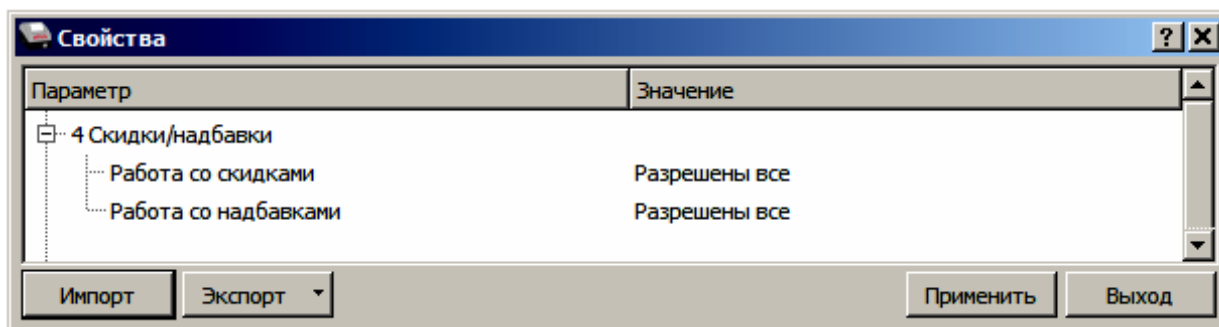 Свойства
Параметр Значение
4 Скидки/надбавки
Работа со скидками Разрешены все
Работа со надбавками Разрешены все
Импорт Экспорт Применить Выход